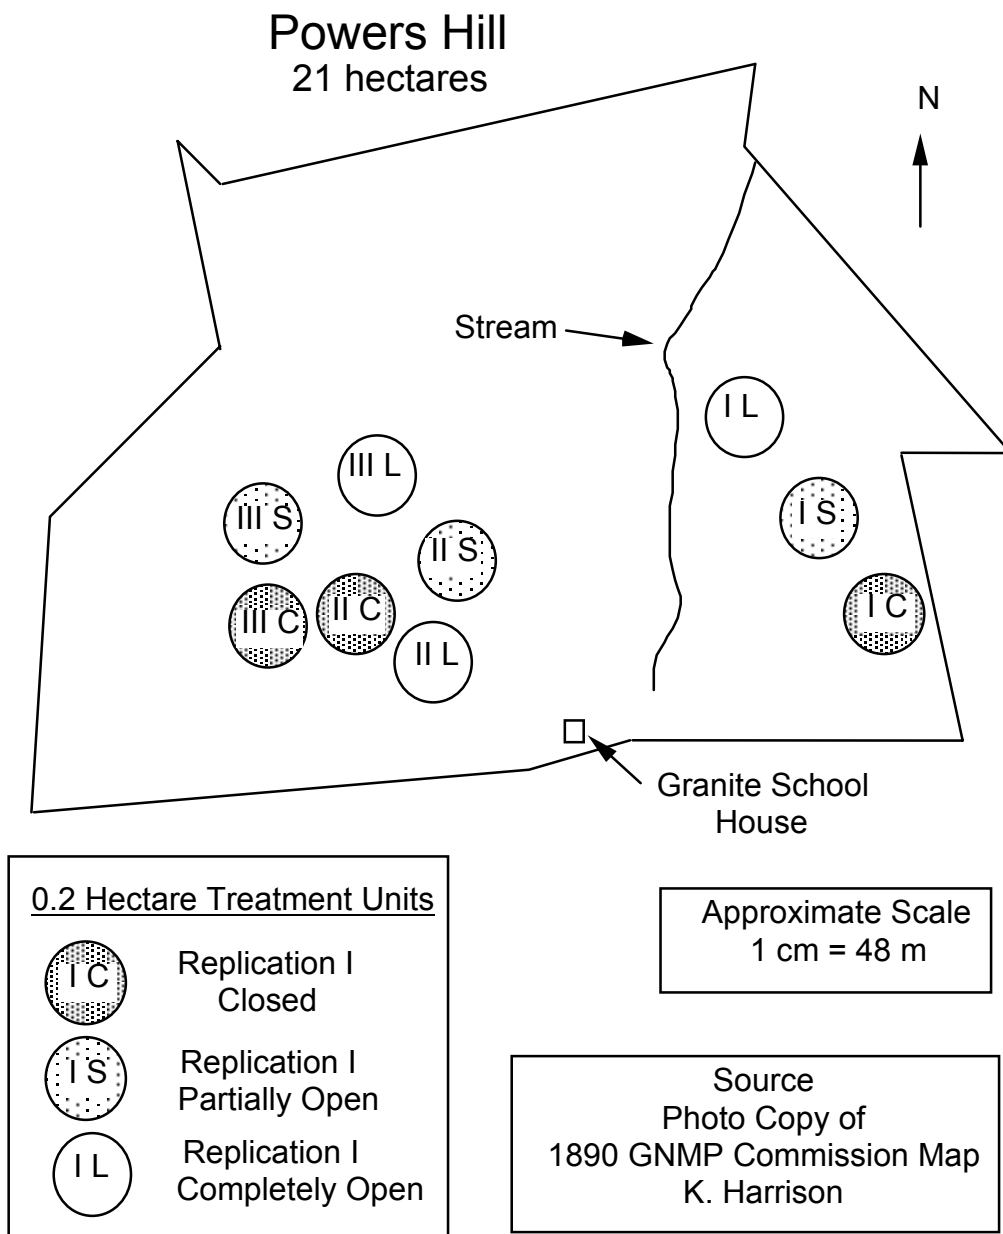 Powers Hill
21 hectares
N
Stream
I L
III L
III S
I S
II S
II C
III C
I C
II L
Granite School
House
0.2 Hectare Treatment Units
I C
Replication I
Closed
I S
Replication I
Partially Open
I L
Replication I
Completely Open
Approximate Scale
1 cm = 48 m
Source
Photo Copy of
1890 GNMP Commission Map
K. Harrison